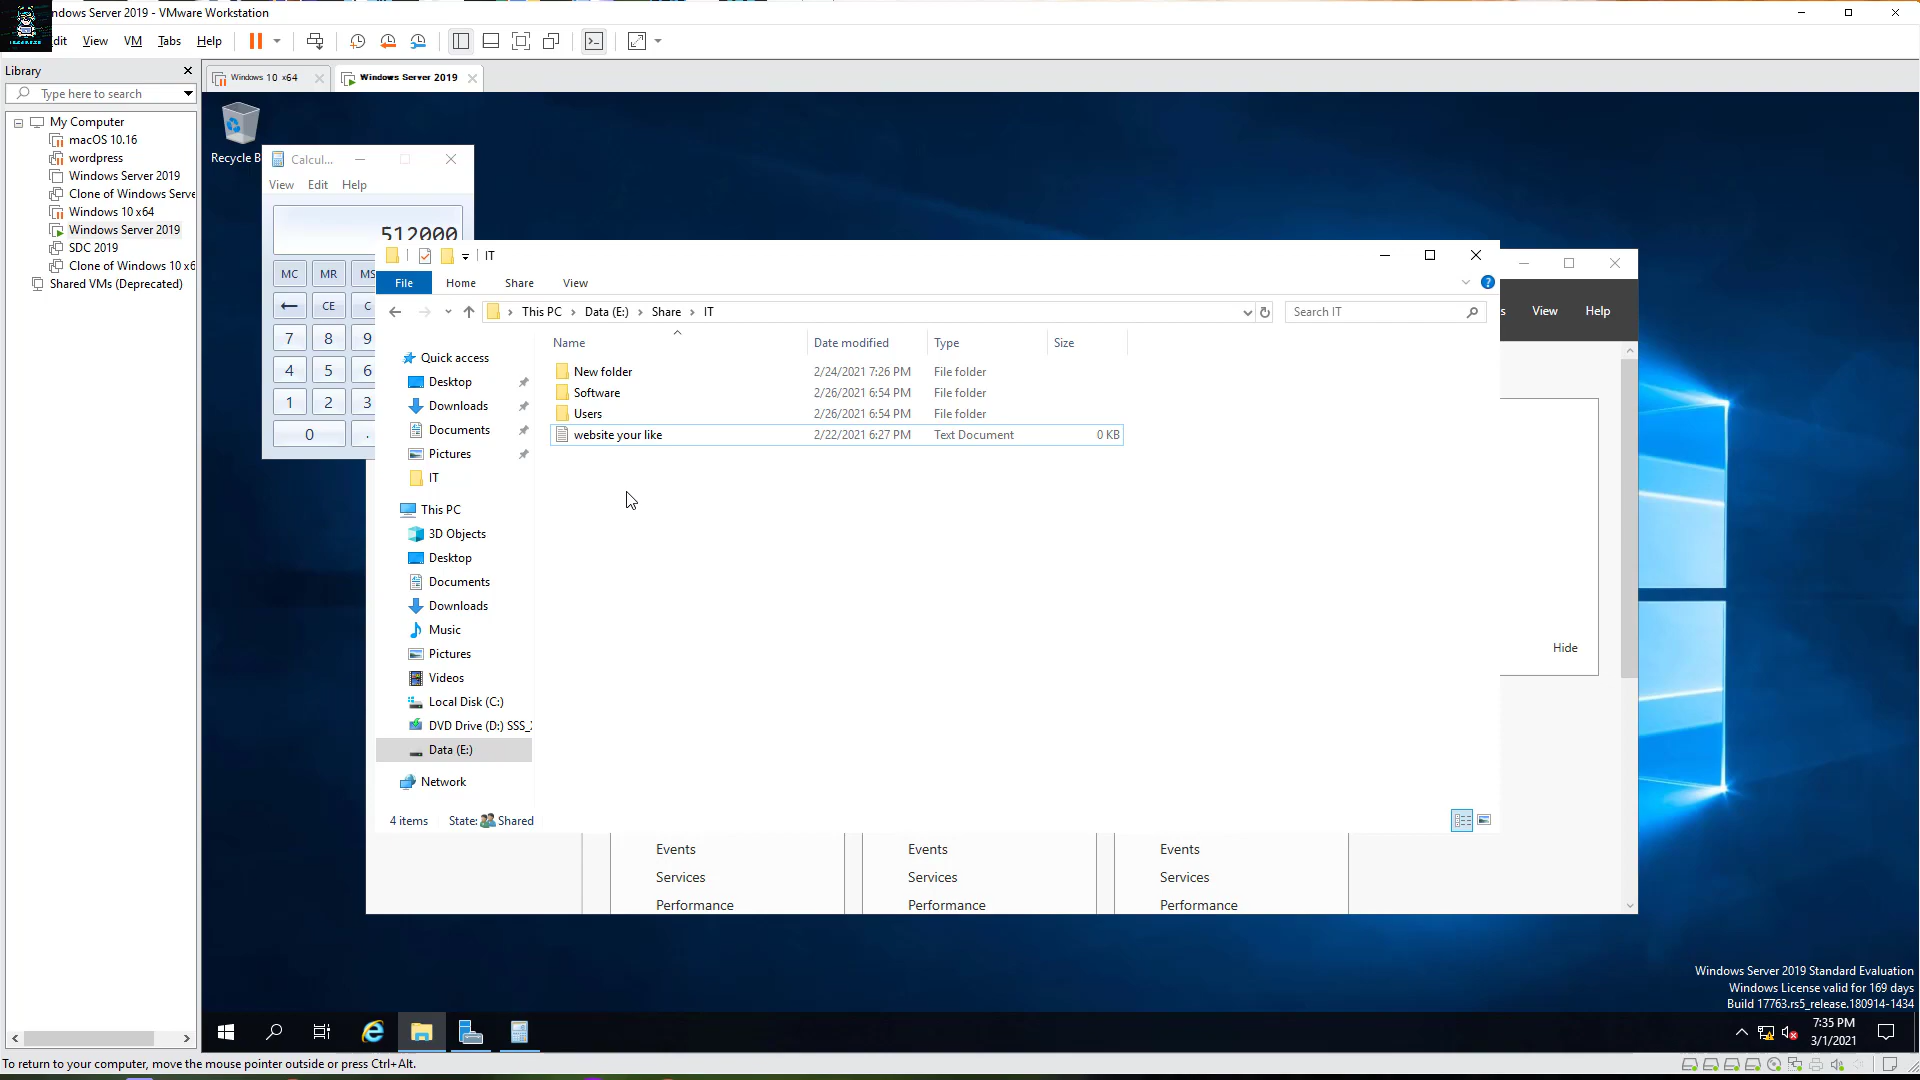 ndows Server 2019 - VMware Workstation
dit View VM Tabs Help
Library
Type here to search
My Computer
macOS 10.16
wordpress
Windows Server 2019
Clone of Windows Serve
Windows 10 x64
Windows Server 2019
SDC 2019
Clone of Windows 10 x6
Shared VMs (Deprecated)
Windows 10 x64
Windows Server 2019
Recycle B
Calcul...
View Edit Help
512000
MC MR MS
← CE C
7 8 9
4 5 6
1 2 3
0 .
IT
File Home Share View
This PC > Data (E:) > Share > IT
Search IT
Name Date modified Type Size
New folder 2/24/2021 7:26 PM File folder
Software 2/26/2021 6:54 PM File folder
Users 2/26/2021 6:54 PM File folder
website your like 2/22/2021 6:27 PM Text Document 0 KB
Quick access
Desktop
Downloads
Documents
Pictures
IT
This PC
3D Objects
Desktop
Documents
Downloads
Music
Pictures
Videos
Local Disk (C:)
DVD Drive (D:) SSS_
Data (E:)
Network
4 items State: Shared
s View Help
Hide
Events Events Events
Services Services Services
Performance Performance Performance
Windows Server 2019 Standard Evaluation
Windows License valid for 169 days
Build 17763.rs5_release.180914-1434
7:35 PM
3/1/2021
To return to your computer, move the mouse pointer outside or press Ctrl+Alt.